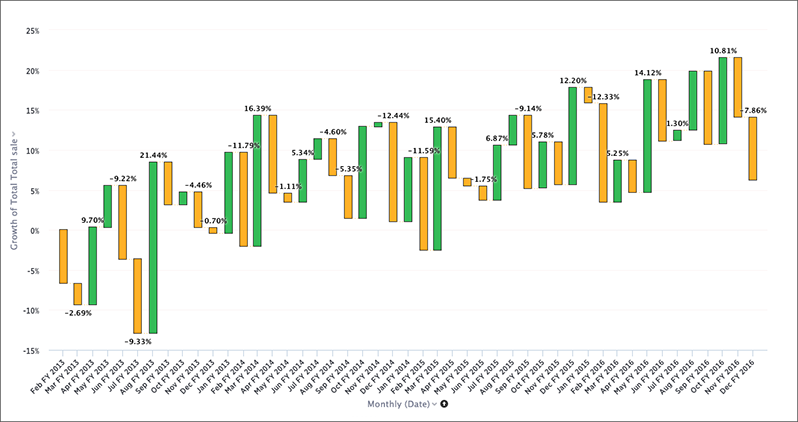 25%
20%
15%
10%
5%
0%
-5%
-10%
-15%
Growth of Total Total sale
-2.69%
9.70%
-9.22%
-9.33%
21.44%
-4.46%
-0.70%
-11.79%
16.39%
-1.11%
5.34%
-4.60%
-5.35%
-12.44%
-11.59%
15.40%
-1.75%
6.87%
-9.14%
5.78%
12.20%
-12.33%
5.25%
14.12%
1.30%
10.81%
-7.86%
Feb FY 2013
Mar FY 2013
Apr FY 2013
May FY 2013
Jun FY 2013
Jul FY 2013
Aug FY 2013
Sep FY 2013
Oct FY 2013
Nov FY 2013
Dec FY 2013
Jan FY 2014
Feb FY 2014
Mar FY 2014
Apr FY 2014
May FY 2014
Jun FY 2014
Jul FY 2014
Aug FY 2014
Sep FY 2014
Oct FY 2014
Nov FY 2014
Dec FY 2014
Jan FY 2015
Feb FY 2015
Mar FY 2015
Apr FY 2015
May FY 2015
Jun FY 2015
Jul FY 2015
Aug FY 2015
Sep FY 2015
Oct FY 2015
Nov FY 2015
Dec FY 2015
Jan FY 2016
Feb FY 2016
Mar FY 2016
Apr FY 2016
May FY 2016
Jun FY 2016
Jul FY 2016
Aug FY 2016
Sep FY 2016
Oct FY 2016
Nov FY 2016
Dec FY 2016
Monthly (Date)